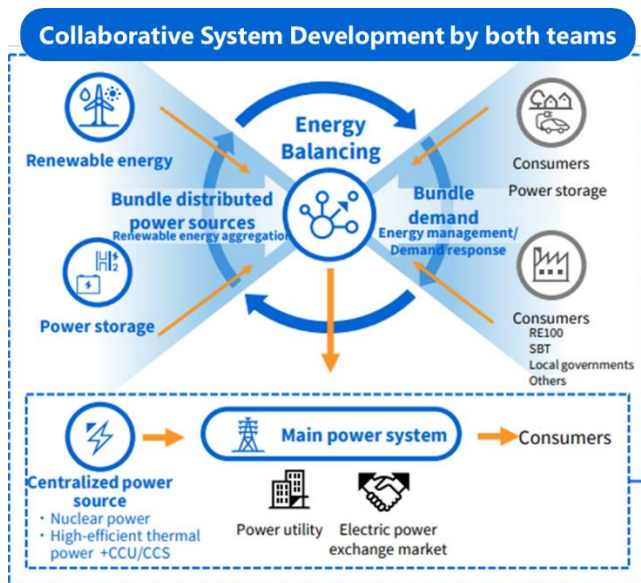 Collaborative System Development by both teams
Energy
Balancing
Renewable energy
Consumers
Power storage
Bundle distributed
power sources
Renewable energy aggregation
Bundle
demand
Energy management/
Demand response
H2
Power storage
Consumers
RE100
SBT
Local governments
Others
Main power system
Consumers
Centralized power
source
・Nuclear power
・High-efficient thermal
power +CCU/CCS
Power utility
Electric power
exchange market